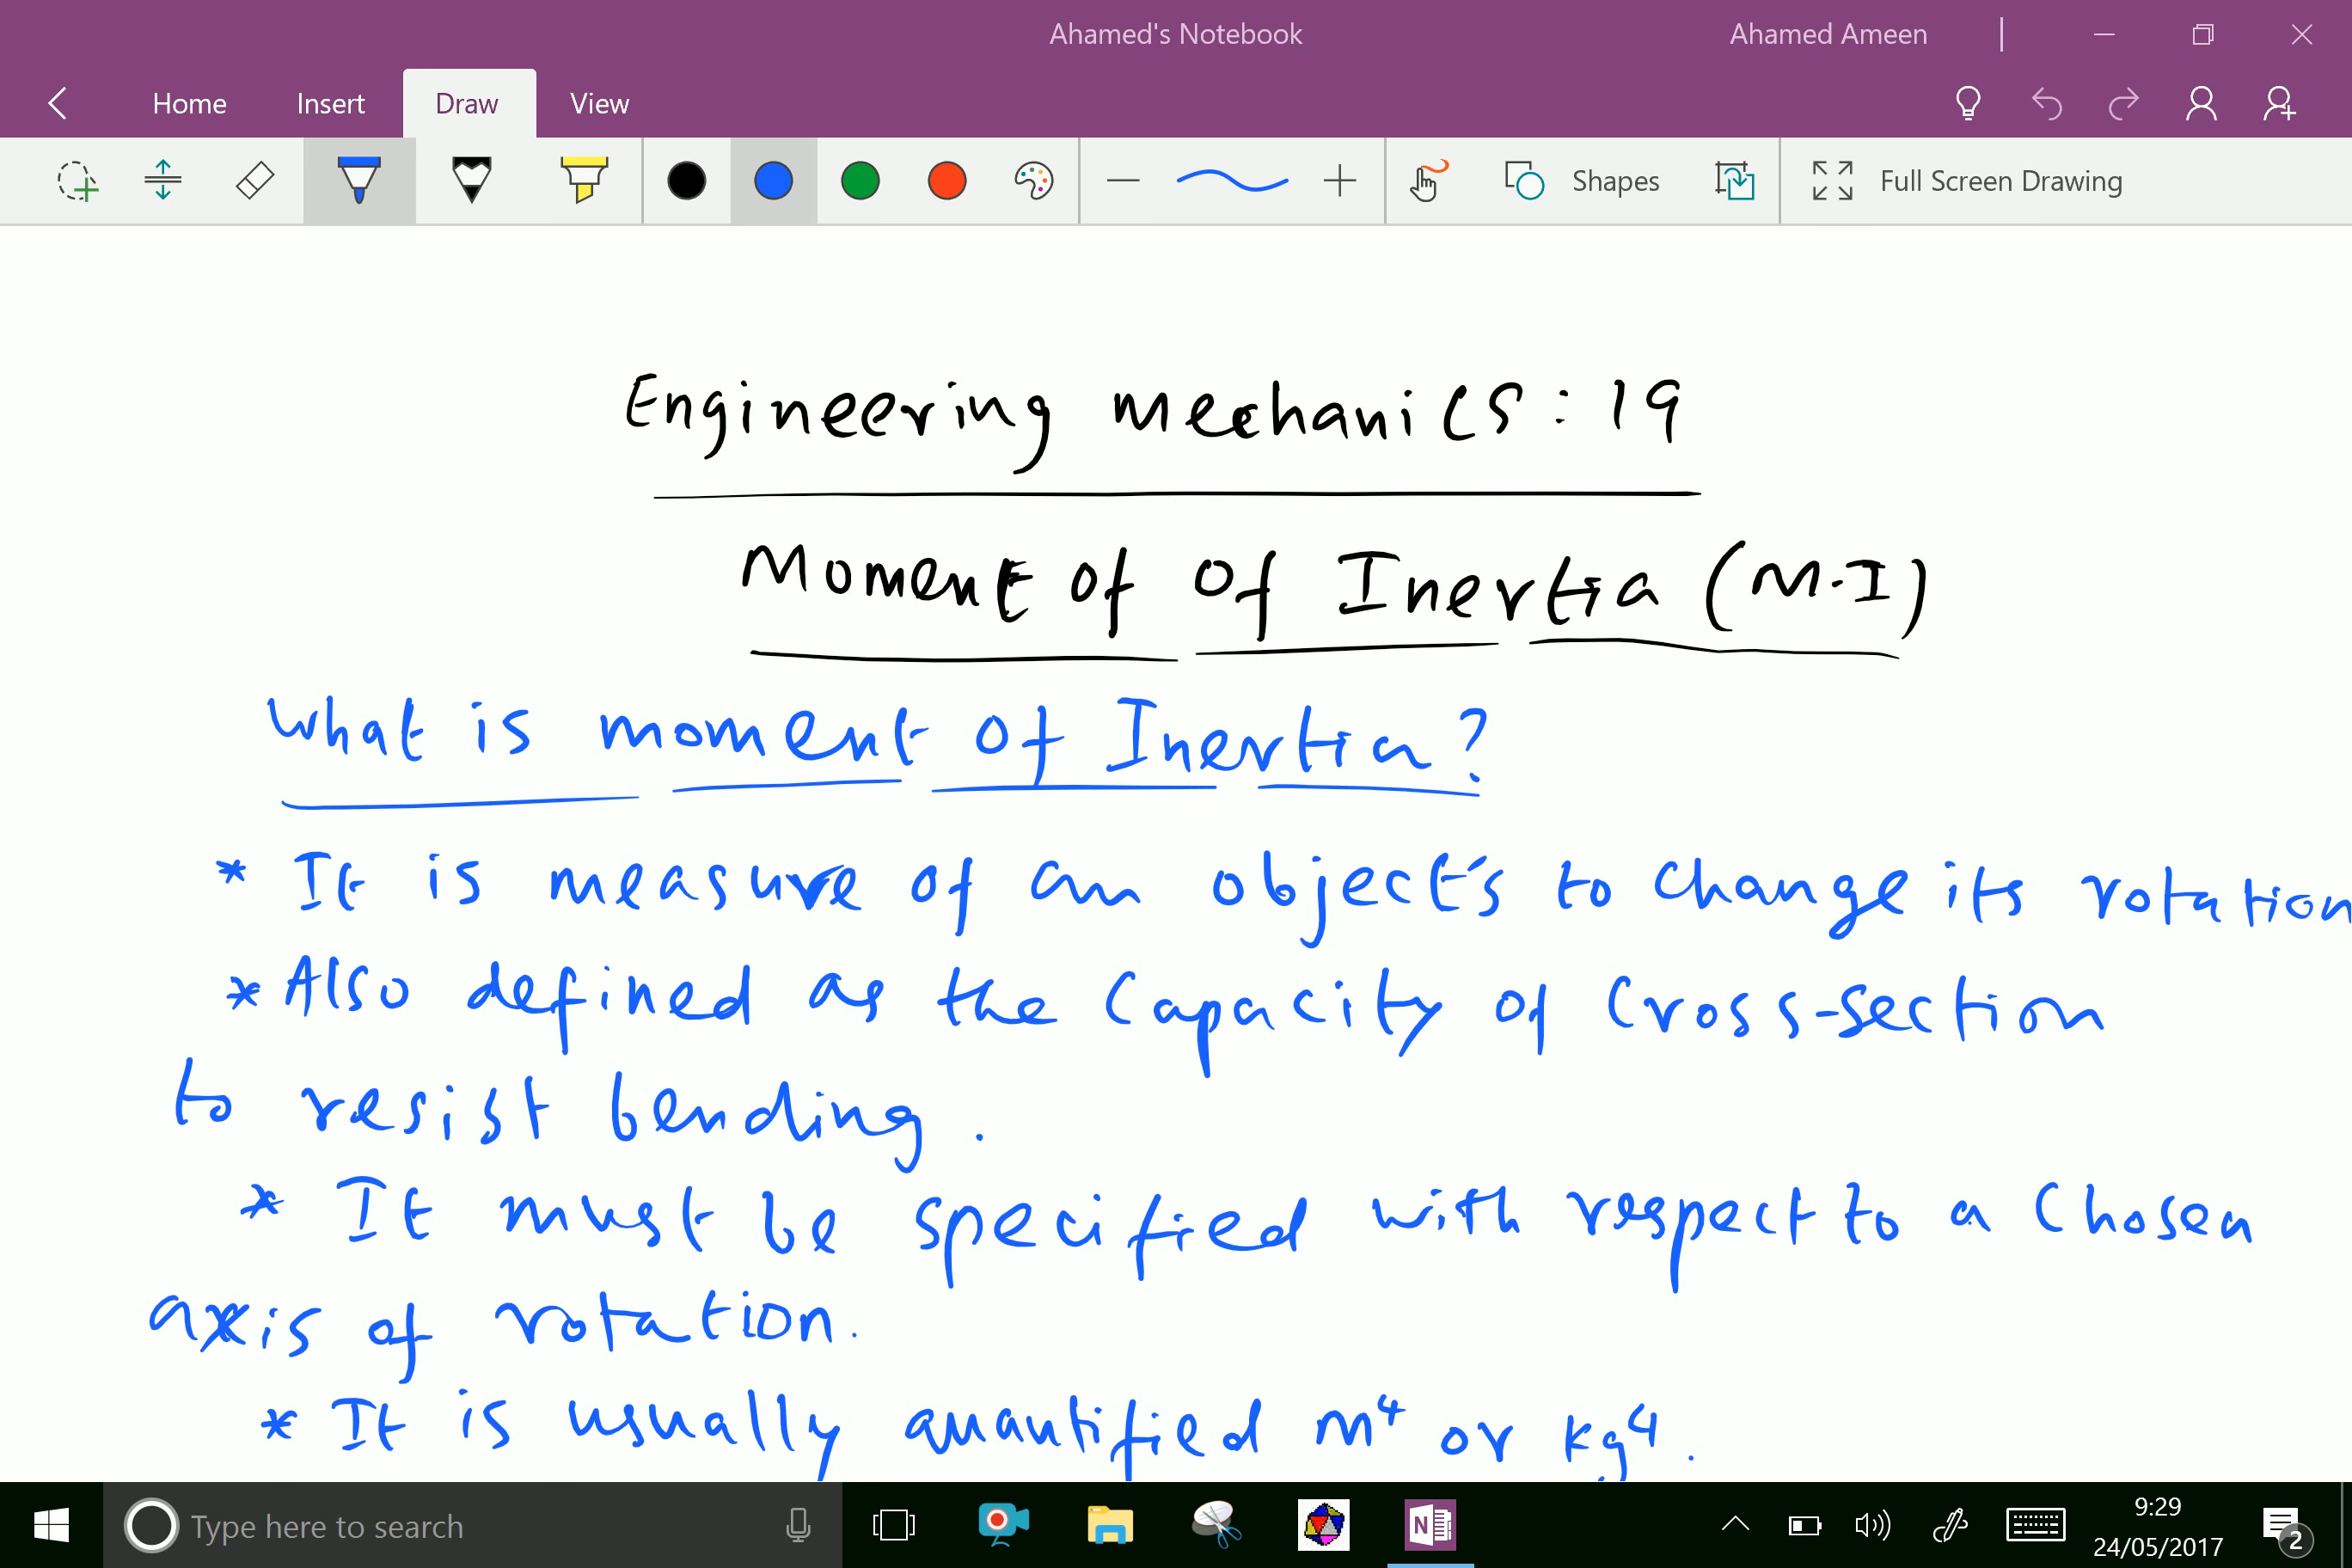 Ahamed's Notebook
Ahamed Ameen
Home Insert Draw View
Shapes
Full Screen Drawing
Engineering mechanics : 19
Moment of of Inertia (M.I)
what is moment of Inertia?
* It is measure of an object's to change its rotation
* Also defined as the Capacity of Cross-section
to resist bending.
* It must be specified with respect to a Chosen
axis of rotation.
* It is usually quantified m⁴ or kg⁴.
Type here to search
N
9:29
24/05/2017
2